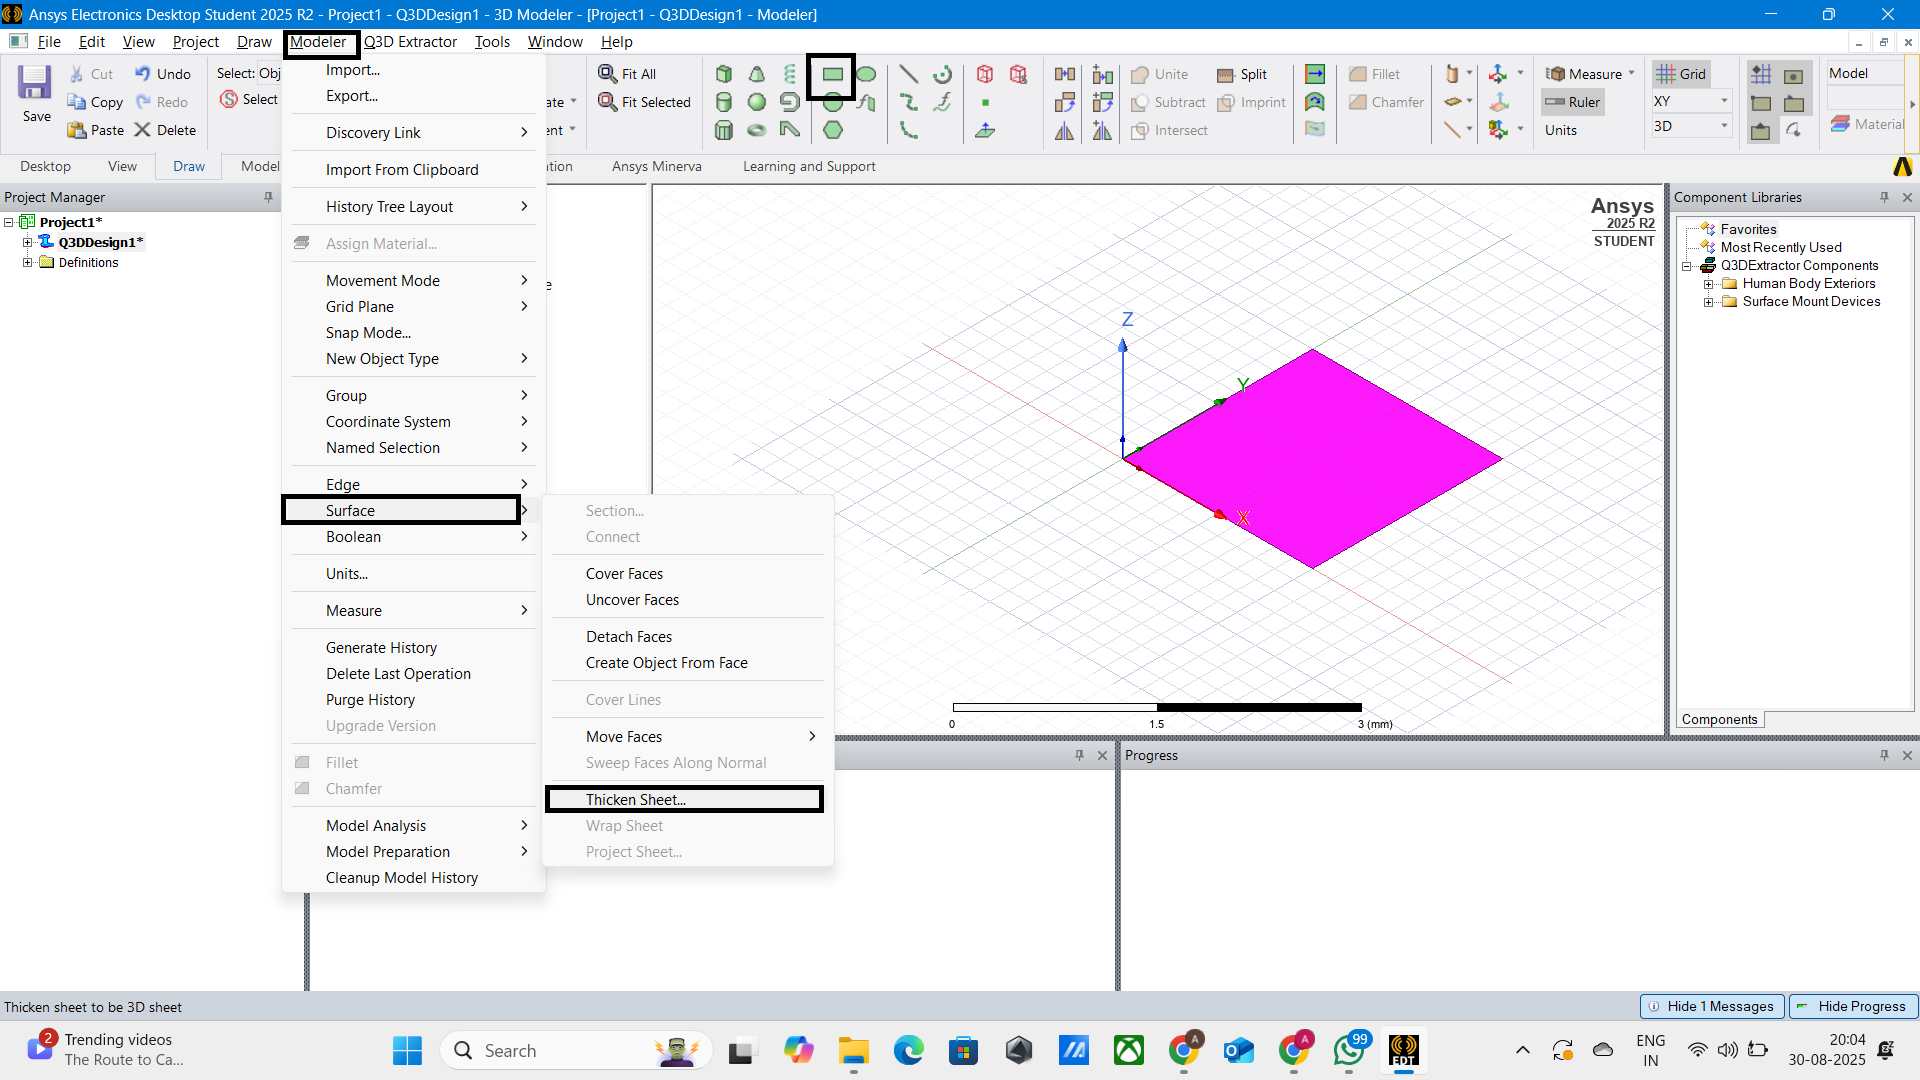 Ansys Electronics Desktop Student 2025 R2 - Project1 - Q3DDesign1 - 3D Modeler - [Project1 - Q3DDesign1 - Modeler]
File Edit View Project Draw Modeler Q3D Extractor Tools Window Help
Save
Cut
Copy
Paste
Undo
Redo
Delete
Select: Obj
Select
ate
ent
Fit All
Fit Selected
Unite
Subtract
Intersect
Split
Imprint
Fillet
Chamfer
Measure
Ruler
Units
Grid
XY
3D
Model
Material
Desktop View Draw Model tion Ansys Minerva Learning and Support
Project Manager
Project1*
Q3DDesign1*
Definitions
Import...
Export...
Discovery Link
Import From Clipboard
History Tree Layout
Assign Material...
Movement Mode
Grid Plane
Snap Mode...
New Object Type
Group
Coordinate System
Named Selection
Edge
Surface
Boolean
Units...
Measure
Generate History
Delete Last Operation
Purge History
Upgrade Version
Fillet
Chamfer
Model Analysis
Model Preparation
Cleanup Model History
e
Section...
Connect
Cover Faces
Uncover Faces
Detach Faces
Create Object From Face
Cover Lines
Move Faces
Sweep Faces Along Normal
Thicken Sheet...
Wrap Sheet
Project Sheet...
Ansys
2025 R2
STUDENT
Z
Y
X
0 1.5 3 (mm)
Component Libraries
Favorites
Most Recently Used
Q3DExtractor Components
Human Body Exteriors
Surface Mount Devices
Components
Progress
Thicken sheet to be 3D sheet
Hide 1 Messages
Hide Progress
2
Trending videos
The Route to Ca...
Search
A
A
99
EDT
ENG
IN
20:04
30-08-2025